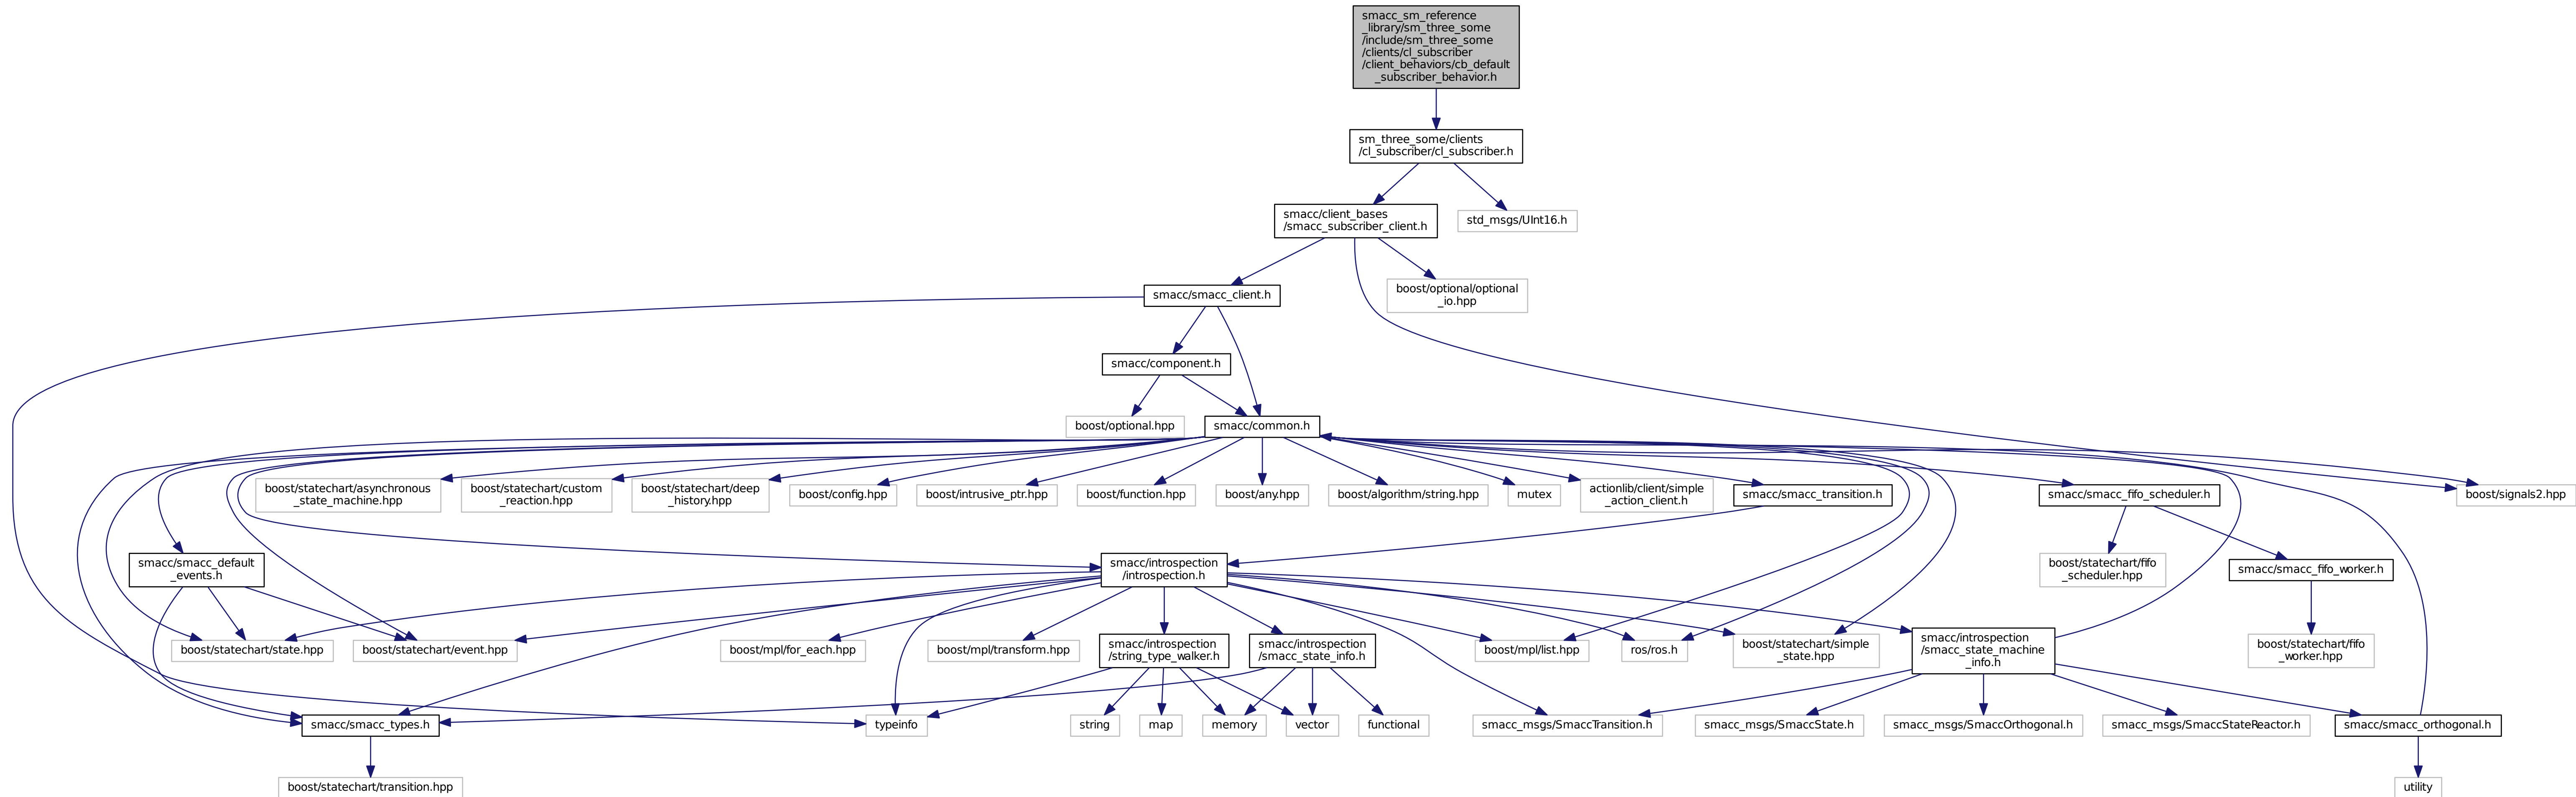 smacc_sm_reference
_library/sm_three_some
/include/sm_three_some
/clients/cl_subscriber
/client_behaviors/cb_default
_subscriber_behavior.h
sm_three_some/clients
/cl_subscriber/cl_subscriber.h
smacc/client_bases
/smacc_subscriber_client.h
std_msgs/UInt16.h
smacc/smacc_client.h
boost/optional/optional
_io.hpp
smacc/component.h
boost/optional.hpp
smacc/common.h
boost/statechart/asynchronous
_state_machine.hpp
boost/statechart/custom
_reaction.hpp
boost/statechart/deep
_history.hpp
boost/config.hpp
boost/intrusive_ptr.hpp
boost/function.hpp
boost/any.hpp
boost/algorithm/string.hpp
mutex
actionlib/client/simple
_action_client.h
smacc/smacc_transition.h
smacc/smacc_fifo_scheduler.h
boost/signals2.hpp
smacc/smacc_default
_events.h
smacc/introspection
/introspection.h
boost/statechart/fifo
_scheduler.hpp
smacc/smacc_fifo_worker.h
boost/statechart/state.hpp
boost/statechart/event.hpp
boost/mpl/for_each.hpp
boost/mpl/transform.hpp
smacc/introspection
/string_type_walker.h
smacc/introspection
/smacc_state_info.h
boost/mpl/list.hpp
ros/ros.h
boost/statechart/simple
_state.hpp
smacc/introspection
/smacc_state_machine
_info.h
boost/statechart/fifo
_worker.hpp
smacc/smacc_types.h
typeinfo
string
map
memory
vector
functional
smacc_msgs/SmaccTransition.h
smacc_msgs/SmaccState.h
smacc_msgs/SmaccOrthogonal.h
smacc_msgs/SmaccStateReactor.h
smacc/smacc_orthogonal.h
boost/statechart/transition.hpp
utility